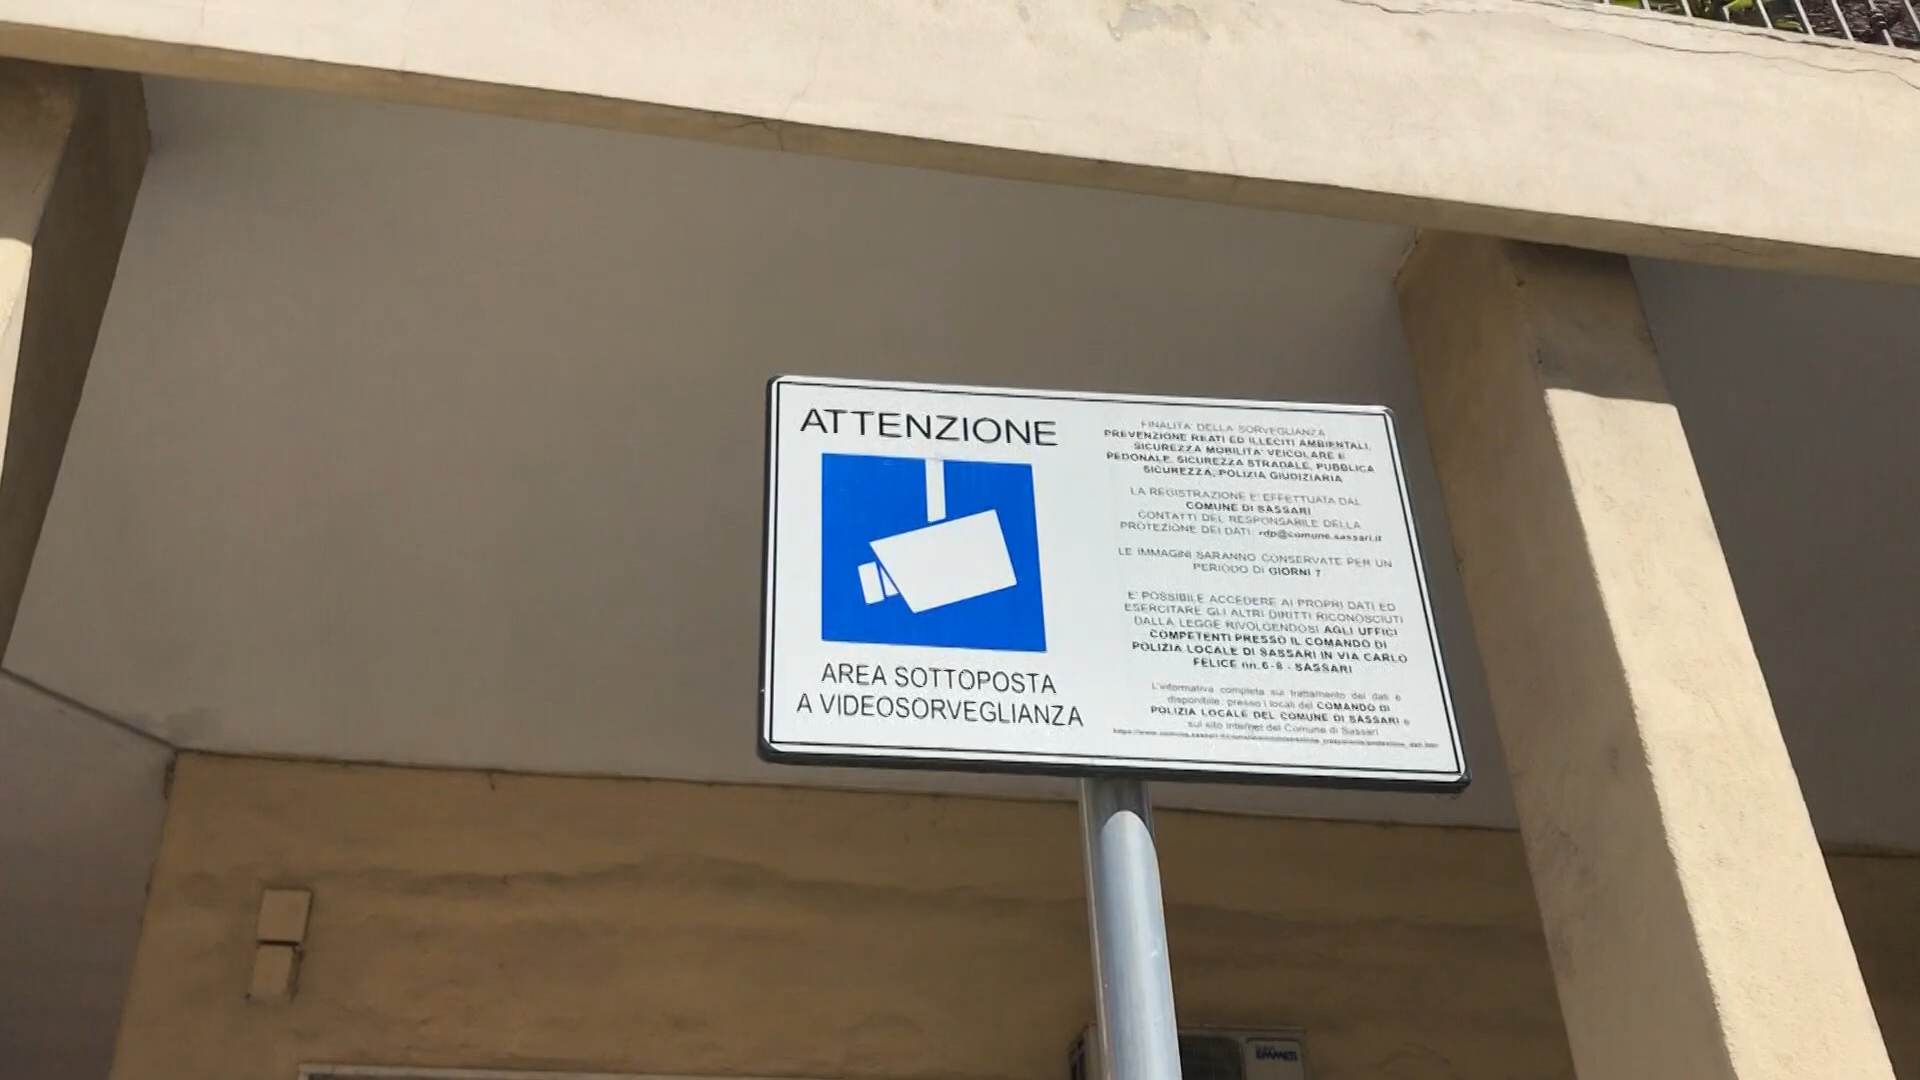 ATTENZIONE
AREA SOTTOPOSTA
A VIDEOSORVEGLIANZA
FINALITA' DELLA SORVEGLIANZA
PREVENZIONE REATI ED ILLECITI AMBIENTALI,
SICUREZZA MOBILITA' VEICOLARE E
PEDONALE, SICUREZZA STRADALE, PUBBLICA
SICUREZZA, POLIZIA GIUDIZIARIA
LA REGISTRAZIONE E' EFFETTUATA DAL
COMUNE DI SASSARI
CONTATTI DEL RESPONSABILE DELLA
PROTEZIONE DEI DATI: rdp@comune.sassari.it
LE IMMAGINI SARANNO CONSERVATE PER UN
PERIODO DI GIORNI 7
E' POSSIBILE ACCEDERE AI PROPRI DATI ED
ESERCITARE GLI ALTRI DIRITTI RICONOSCIUTI
DALLA LEGGE RIVOLGENDOSI AGLI UFFICI
COMPETENTI PRESSO IL COMANDO DI
POLIZIA LOCALE DI SASSARI IN VIA CARLO
FELICE nn.6-8 - SASSARI
L'informativa completa sul trattamento dei dati è
disponibile: presso i locali del COMANDO DI
POLIZIA LOCALE DEL COMUNE DI SASSARI e
sul sito internet del Comune di Sassari
EMMETI